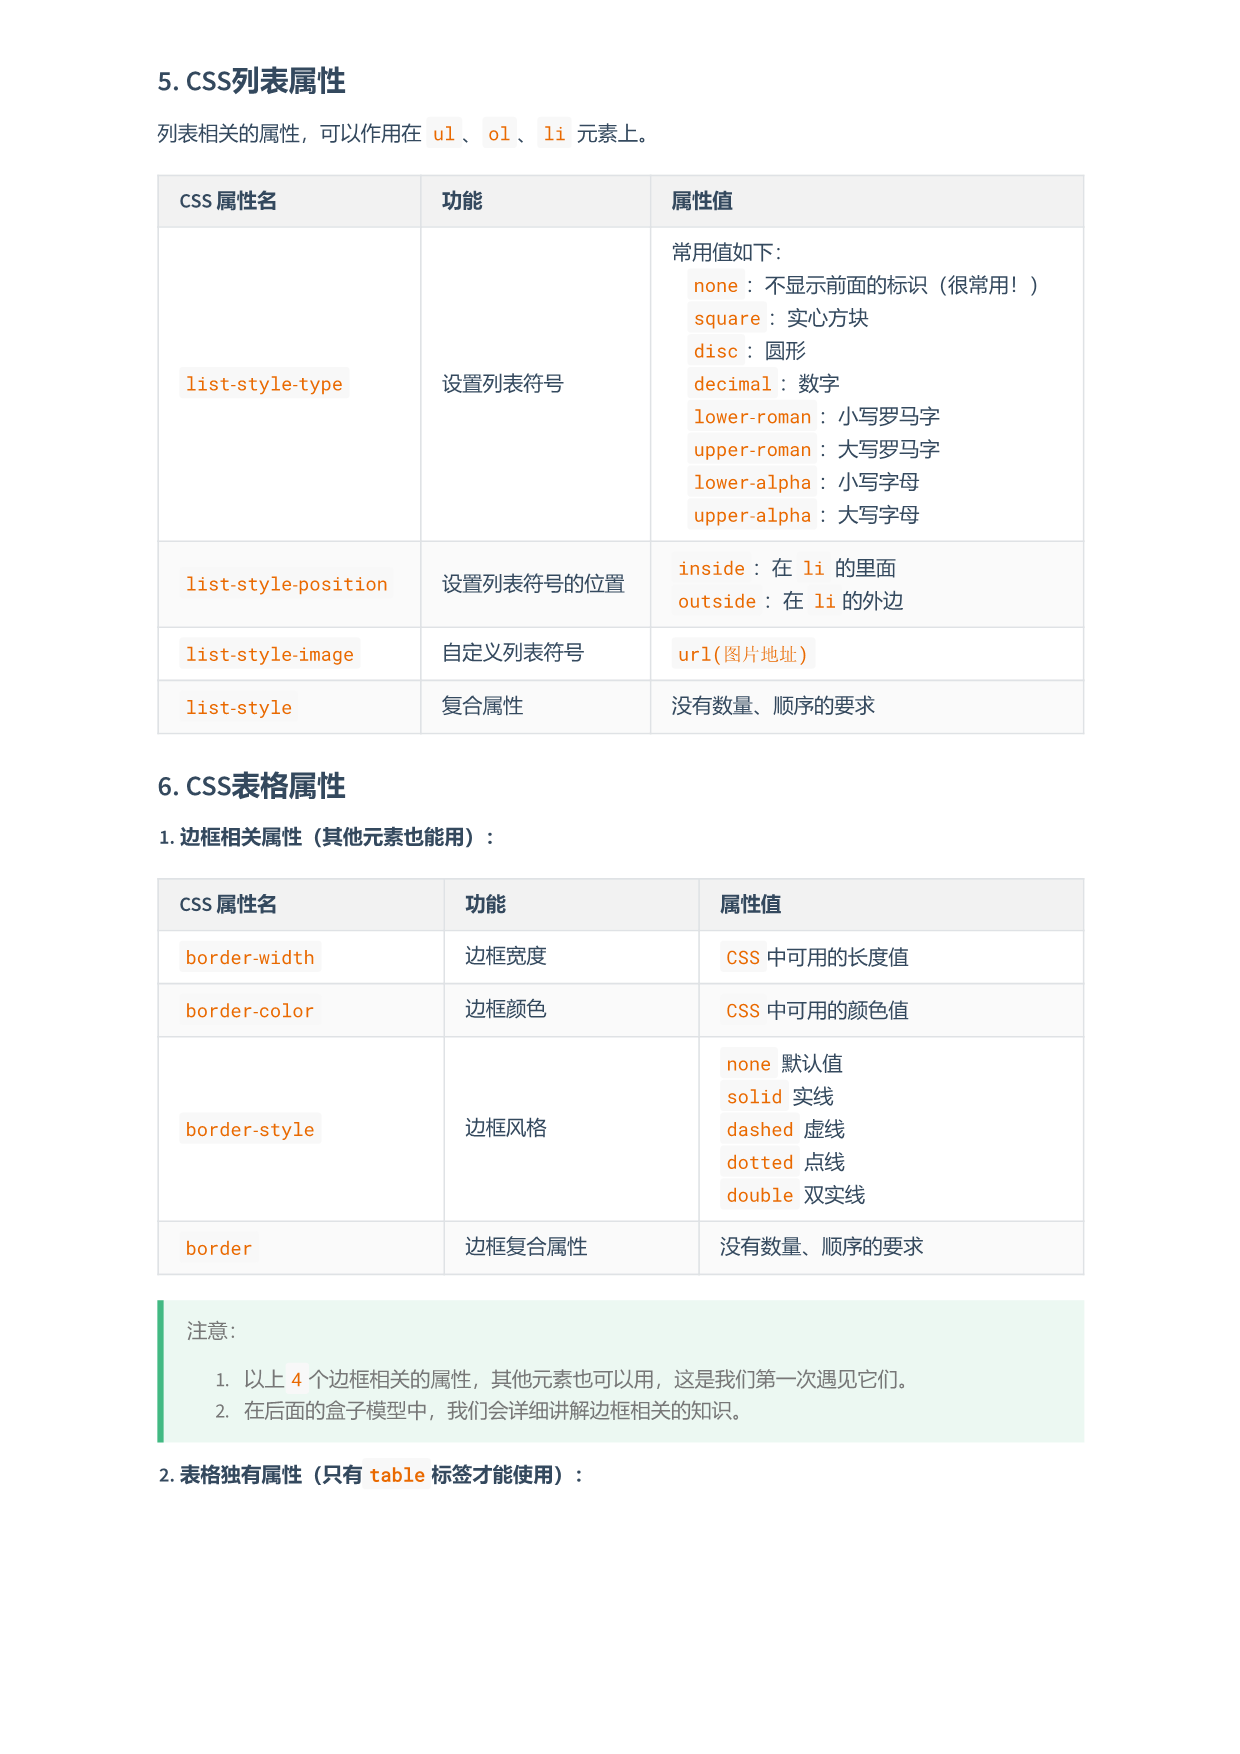 5. CSS列表属性
列表相关的属性，可以作用在 ul 、 ol 、 li 元素上。
CSS 属性名 功能 属性值
list-style-type 设置列表符号 常用值如下：
none ：不显示前面的标识（很常用！）
square ：实心方块
disc ：圆形
decimal ：数字
lower-roman ：小写罗马字
upper-roman ：大写罗马字
lower-alpha ：小写字母
upper-alpha ：大写字母
list-style-position 设置列表符号的位置 inside ：在 li 的里面
outside ：在 li 的外边
list-style-image 自定义列表符号 url(图片地址)
list-style 复合属性 没有数量、顺序的要求
6. CSS表格属性
1. 边框相关属性（其他元素也能用）：
CSS 属性名 功能 属性值
border-width 边框宽度 CSS 中可用的长度值
border-color 边框颜色 CSS 中可用的颜色值
border-style 边框风格 none 默认值
solid 实线
dashed 虚线
dotted 点线
double 双实线
border 边框复合属性 没有数量、顺序的要求
注意：
1. 以上 4 个边框相关的属性，其他元素也可以用，这是我们第一次遇见它们。
2. 在后面的盒子模型中，我们会详细讲解边框相关的知识。
2. 表格独有属性（只有 table 标签才能使用）：